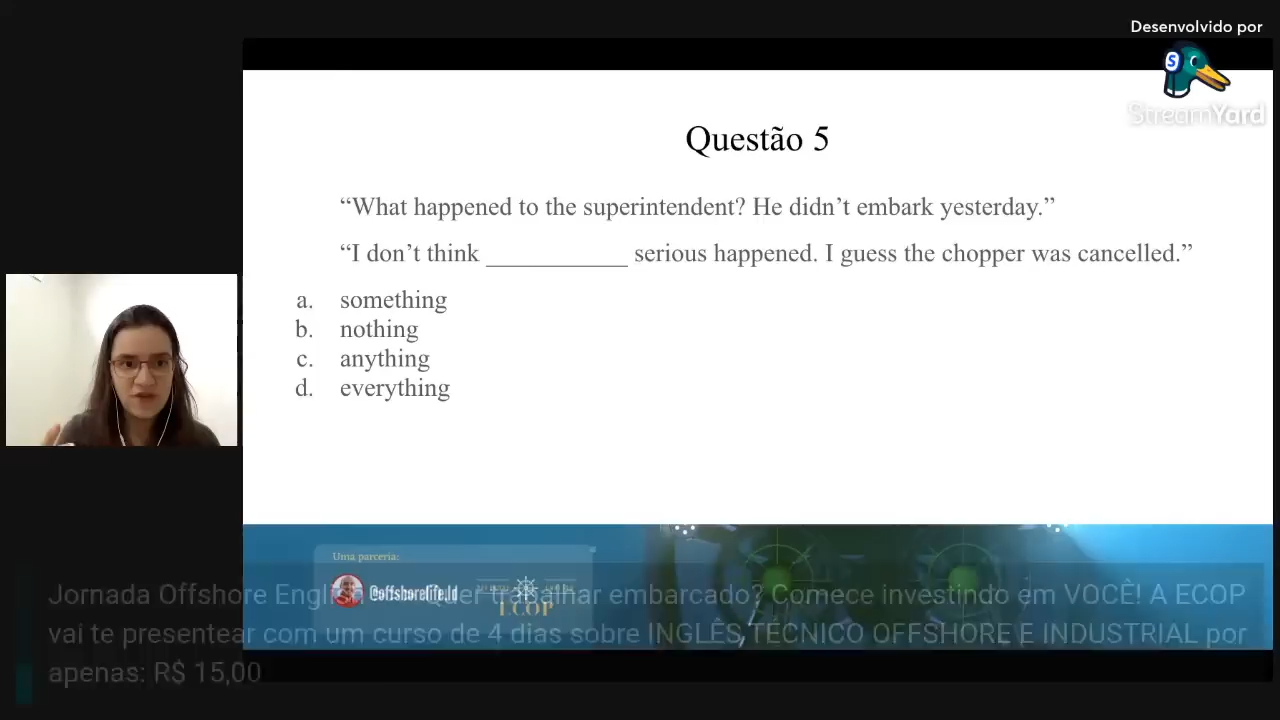 Desenvolvido por
StreamYard
Questão 5
“What happened to the superintendent? He didn’t embark yesterday.”
“I don’t think ___________ serious happened. I guess the chopper was cancelled.”
a. something
b. nothing
c. anything
d. everything
Uma parceria:
@offshorelife.ld
ECOP
Jornada Offshore English Quer trabalhar embarcado? Comece investindo em VOCÊ! A ECOP
vai te presentear com um curso de 4 dias sobre INGLÊS TÉCNICO OFFSHORE E INDUSTRIAL por
apenas: R$ 15,00